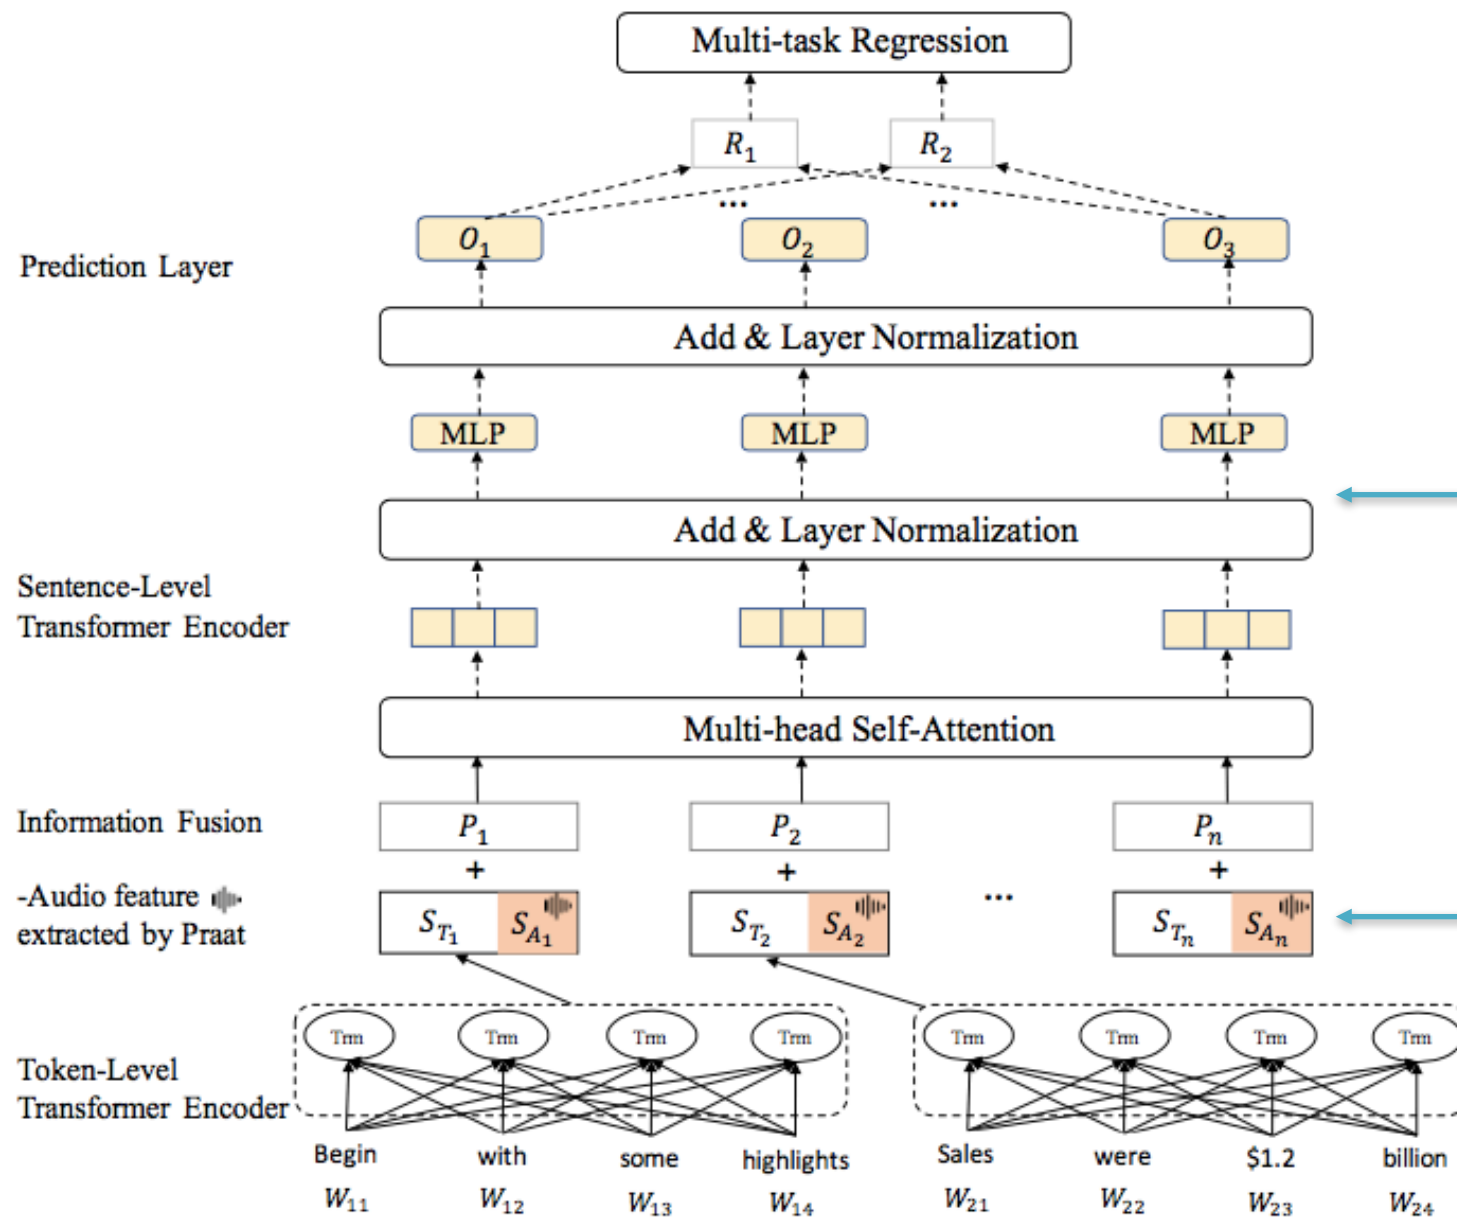 Multi-task Regression
R1 R2
... ...
O1 O2 O3
Prediction Layer
Add & Layer Normalization
MLP MLP MLP
Add & Layer Normalization
Sentence-Level
Transformer Encoder
Multi-head Self-Attention
Information Fusion
P1 P2 Pn
+ + +
-Audio feature
extracted by Praat
ST1 SA1 ST2 SA2 ... STn SAn
Trm Trm Trm Trm Trm Trm Trm Trm
Token-Level
Transformer Encoder
Begin with some highlights Sales were $1.2 billion
W11 W12 W13 W14 W21 W22 W23 W24